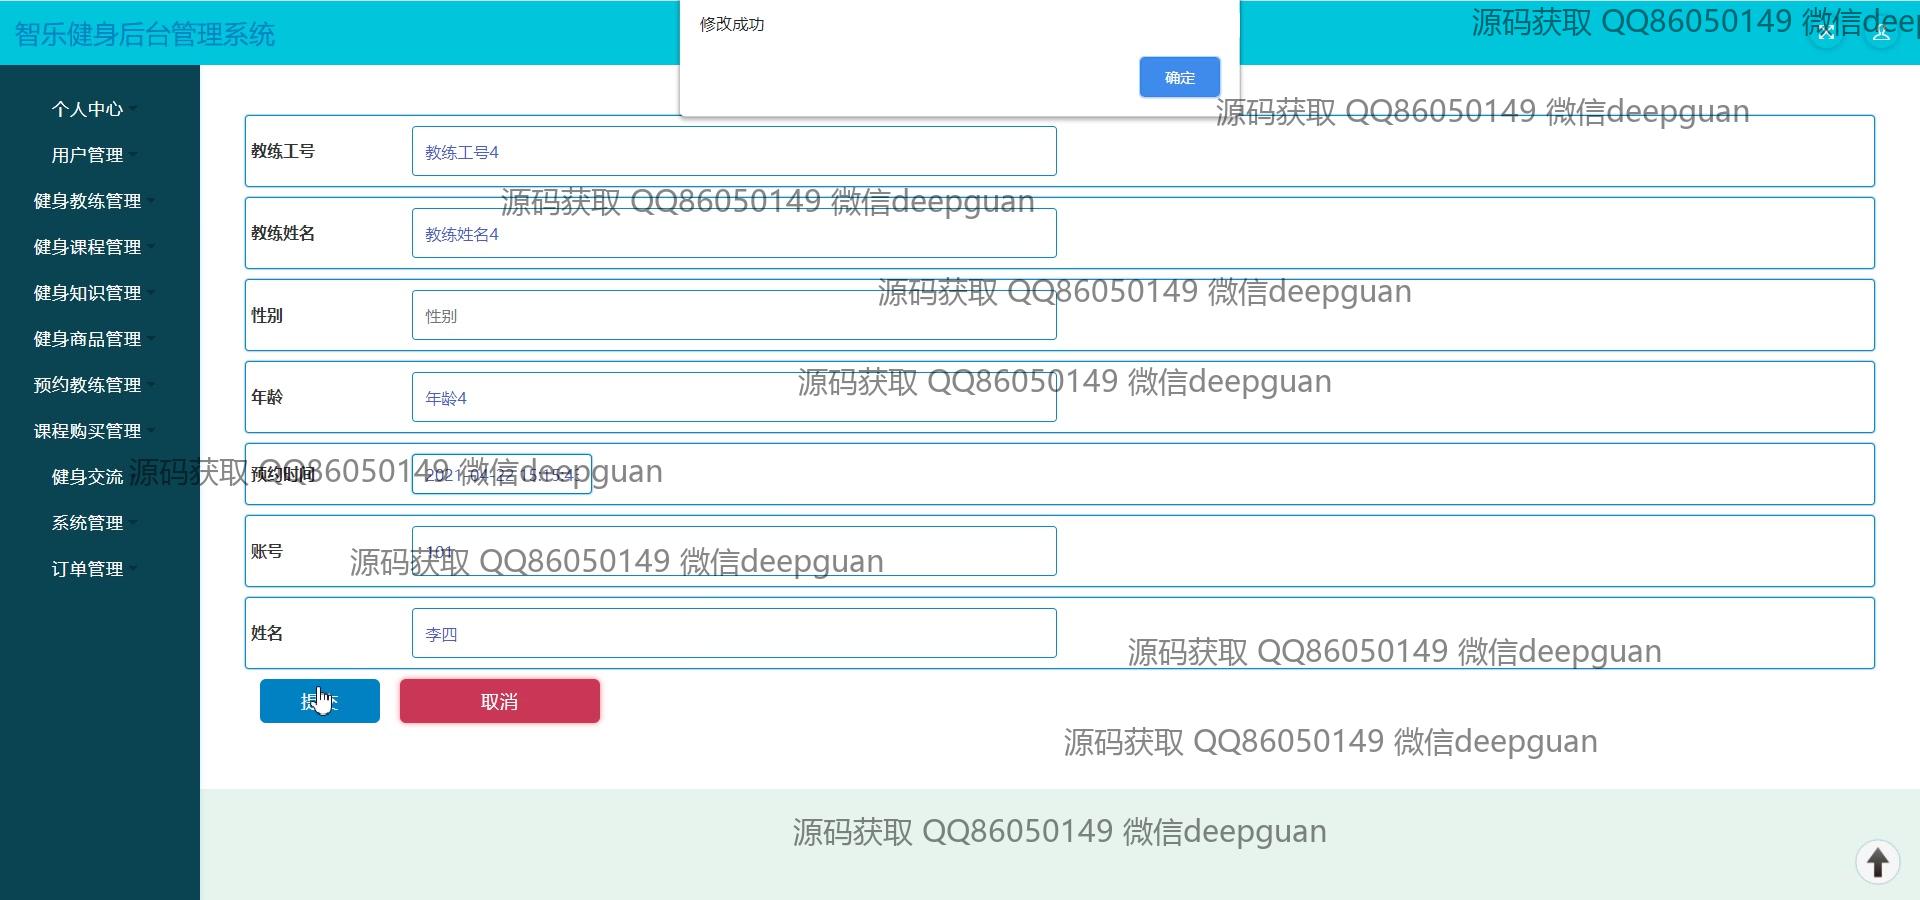 智乐健身后台管理系统
修改成功
确定
源码获取 QQ86050149 微信deep
个人中心
用户管理
健身教练管理
健身课程管理
健身知识管理
健身商品管理
预约教练管理
课程购买管理
健身交流
系统管理
订单管理
源码获取 QQ86050149 微信deepguan
教练工号
教练工号4
源码获取 QQ86050149 微信deepguan
教练姓名
教练姓名4
源码获取 QQ86050149 微信deepguan
性别
性别
源码获取 QQ86050149 微信deepguan
年龄
年龄4
源码获取 QQ86050149 微信deepguan
预约时间
2021-04-22 15:15:4
账号
101
源码获取 QQ86050149 微信deepguan
姓名
李四
源码获取 QQ86050149 微信deepguan
提交
取消
源码获取 QQ86050149 微信deepguan
源码获取 QQ86050149 微信deepguan